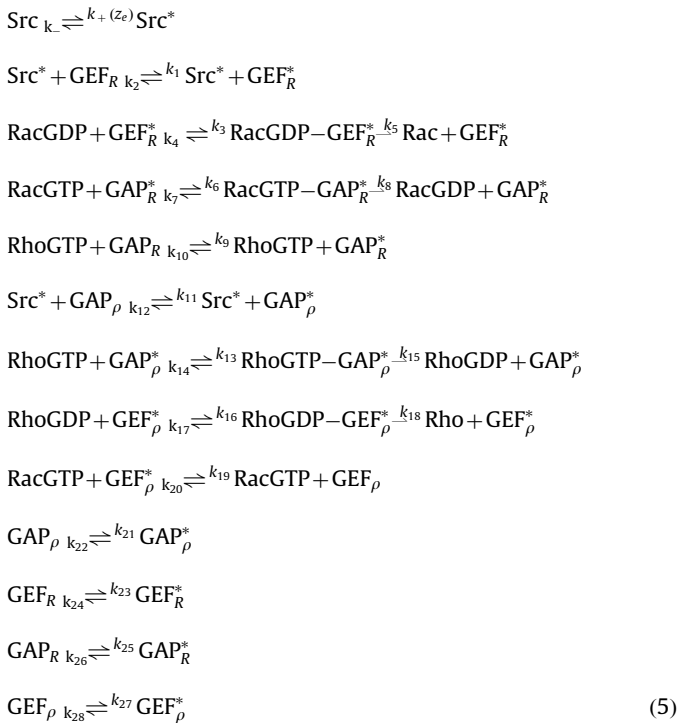 Src k₋ ⇌ k₊(zₑ) Src*
Src* + GEF_R k₂ ⇌ k₁ Src* + GEF*_R
RacGDP + GEF*_R k₄ ⇌ k₃ RacGDP–GEF*_R →k₅ Rac + GEF*_R
RacGTP + GAP*_R k₇ ⇌ k₆ RacGTP–GAP*_R →k₈ RacGDP + GAP*_R
RhoGTP + GAP_R k₁₀ ⇌ k₉ RhoGTP + GAP*_R
Src* + GAP_ρ k₁₂ ⇌ k₁₁ Src* + GAP*_ρ
RhoGTP + GAP*_ρ k₁₄ ⇌ k₁₃ RhoGTP–GAP*_ρ →k₁₅ RhoGDP + GAP*_ρ
RhoGDP + GEF*_ρ k₁₇ ⇌ k₁₆ RhoGDP–GEF*_ρ →k₁₈ Rho + GEF*_ρ
RacGTP + GEF*_ρ k₂₀ ⇌ k₁₉ RacGTP + GEF_ρ
GAP_ρ k₂₂ ⇌ k₂₁ GAP*_ρ
GEF_R k₂₄ ⇌ k₂₃ GEF*_R
GAP_R k₂₆ ⇌ k₂₅ GAP*_R
GEF_ρ k₂₈ ⇌ k₂₇ GEF*_ρ (5)